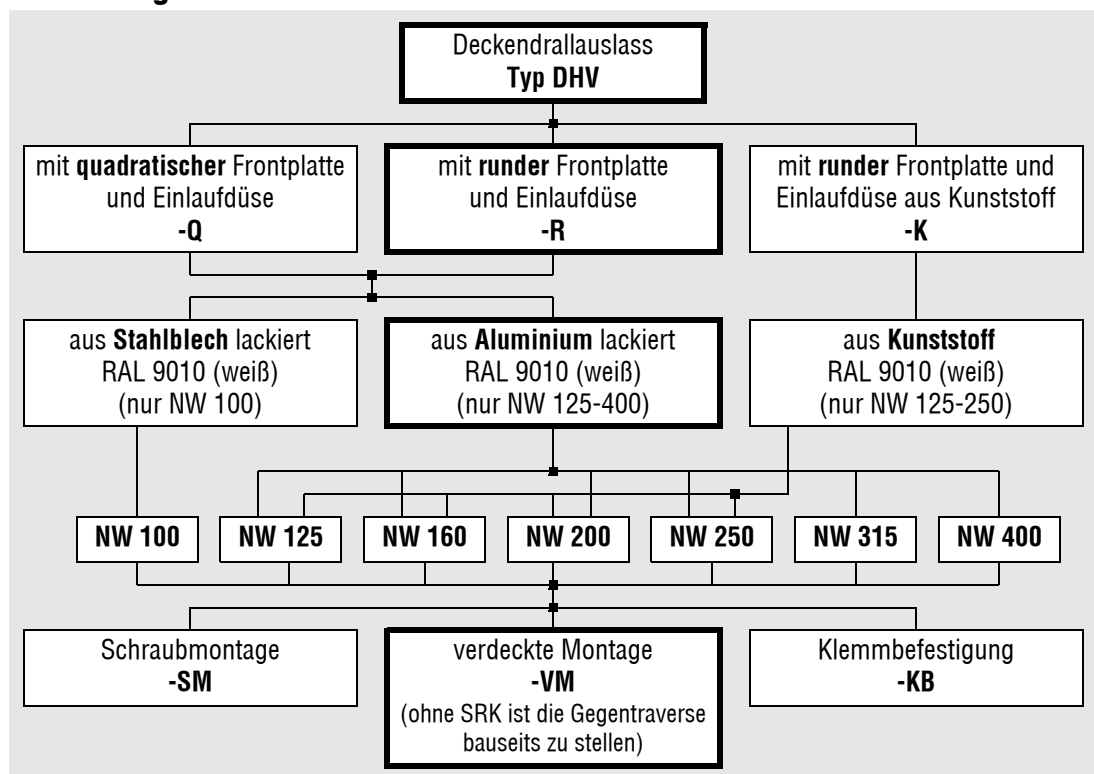 Deckendrallauslass
Typ DHV
mit quadratischer Frontplatte
und Einlaufdüse
-Q
mit runder Frontplatte
und Einlaufdüse
-R
mit runder Frontplatte und
Einlaufdüse aus Kunststoff
-K
aus Stahlblech lackiert
RAL 9010 (weiß)
(nur NW 100)
aus Aluminium lackiert
RAL 9010 (weiß)
(nur NW 125-400)
aus Kunststoff
RAL 9010 (weiß)
(nur NW 125-250)
NW 100
NW 125
NW 160
NW 200
NW 250
NW 315
NW 400
Schraubmontage
-SM
verdeckte Montage
-VM
(ohne SRK ist die Gegentraverse
bauseits zu stellen)
Klemmbefestigung
-KB